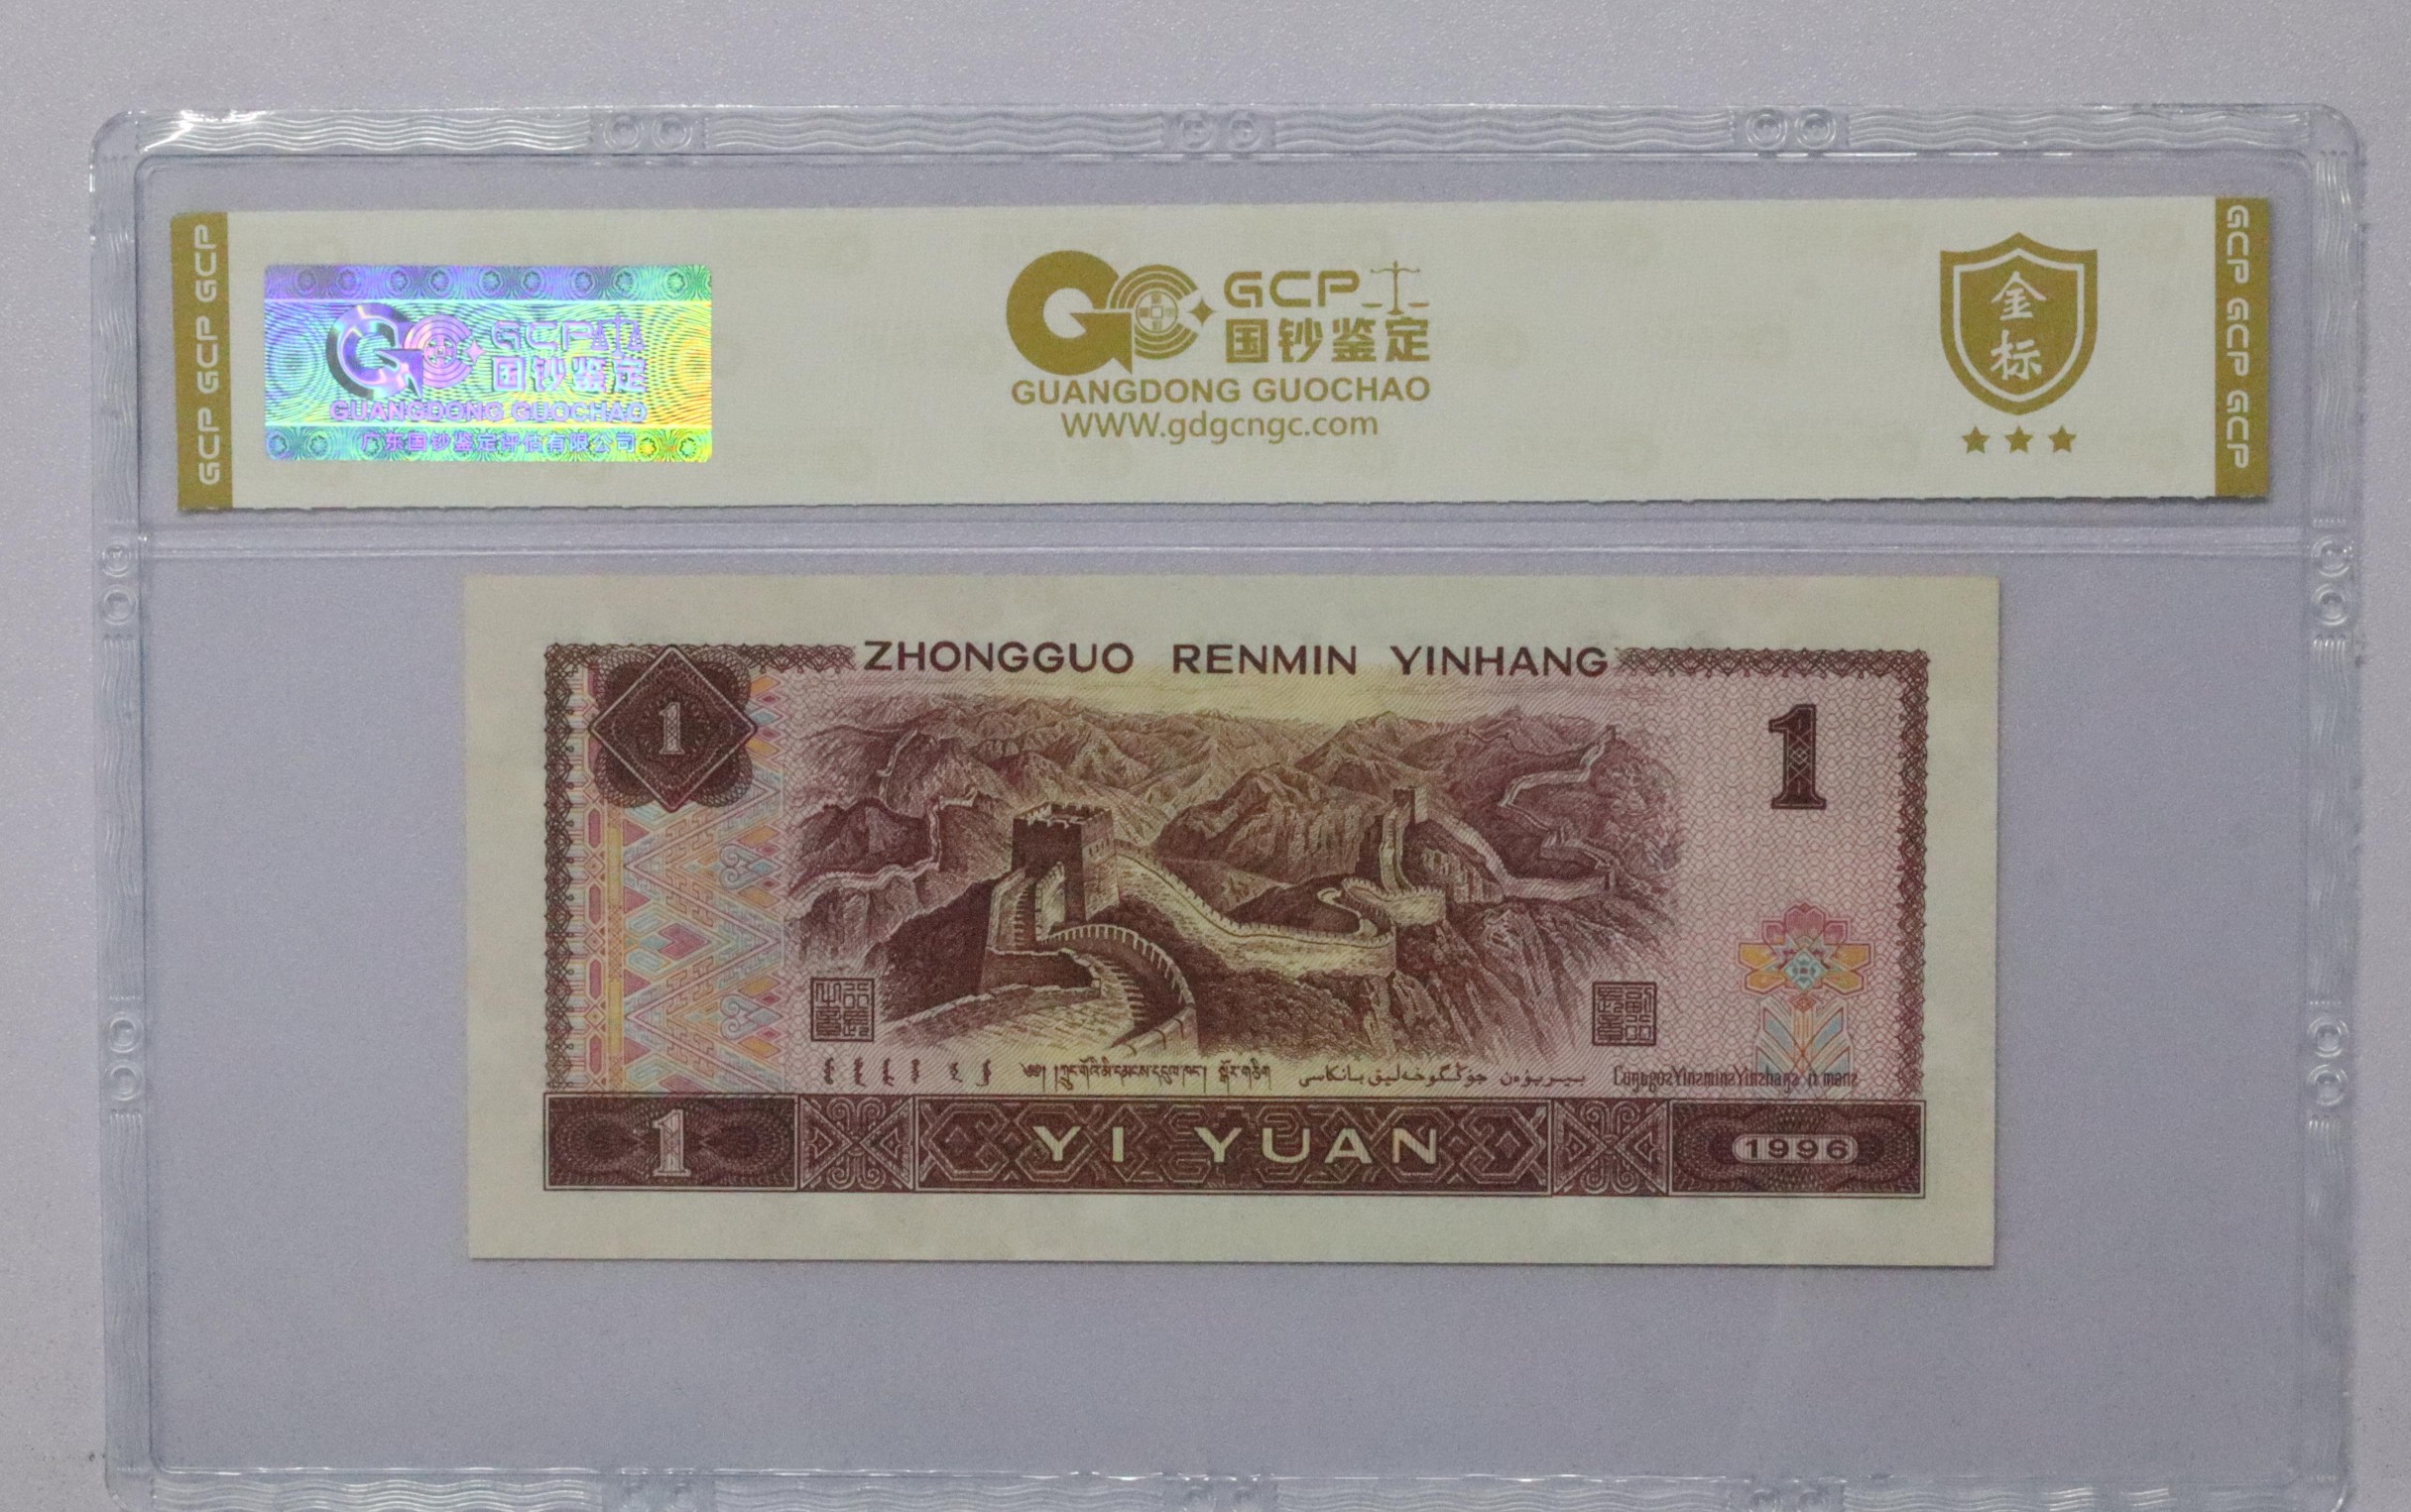 GCP GCP GCP
GCP
国钞鉴定
GUANGDONG GUOCHAO
广东国钞鉴定评估有限公司
GCP
国钞鉴定
GUANGDONG GUOCHAO
WWW.gdgcngc.com
金
标
GCP GCP GCP
ZHONGGUO RENMIN YINHANG
1
1
1
YI YUAN
1996